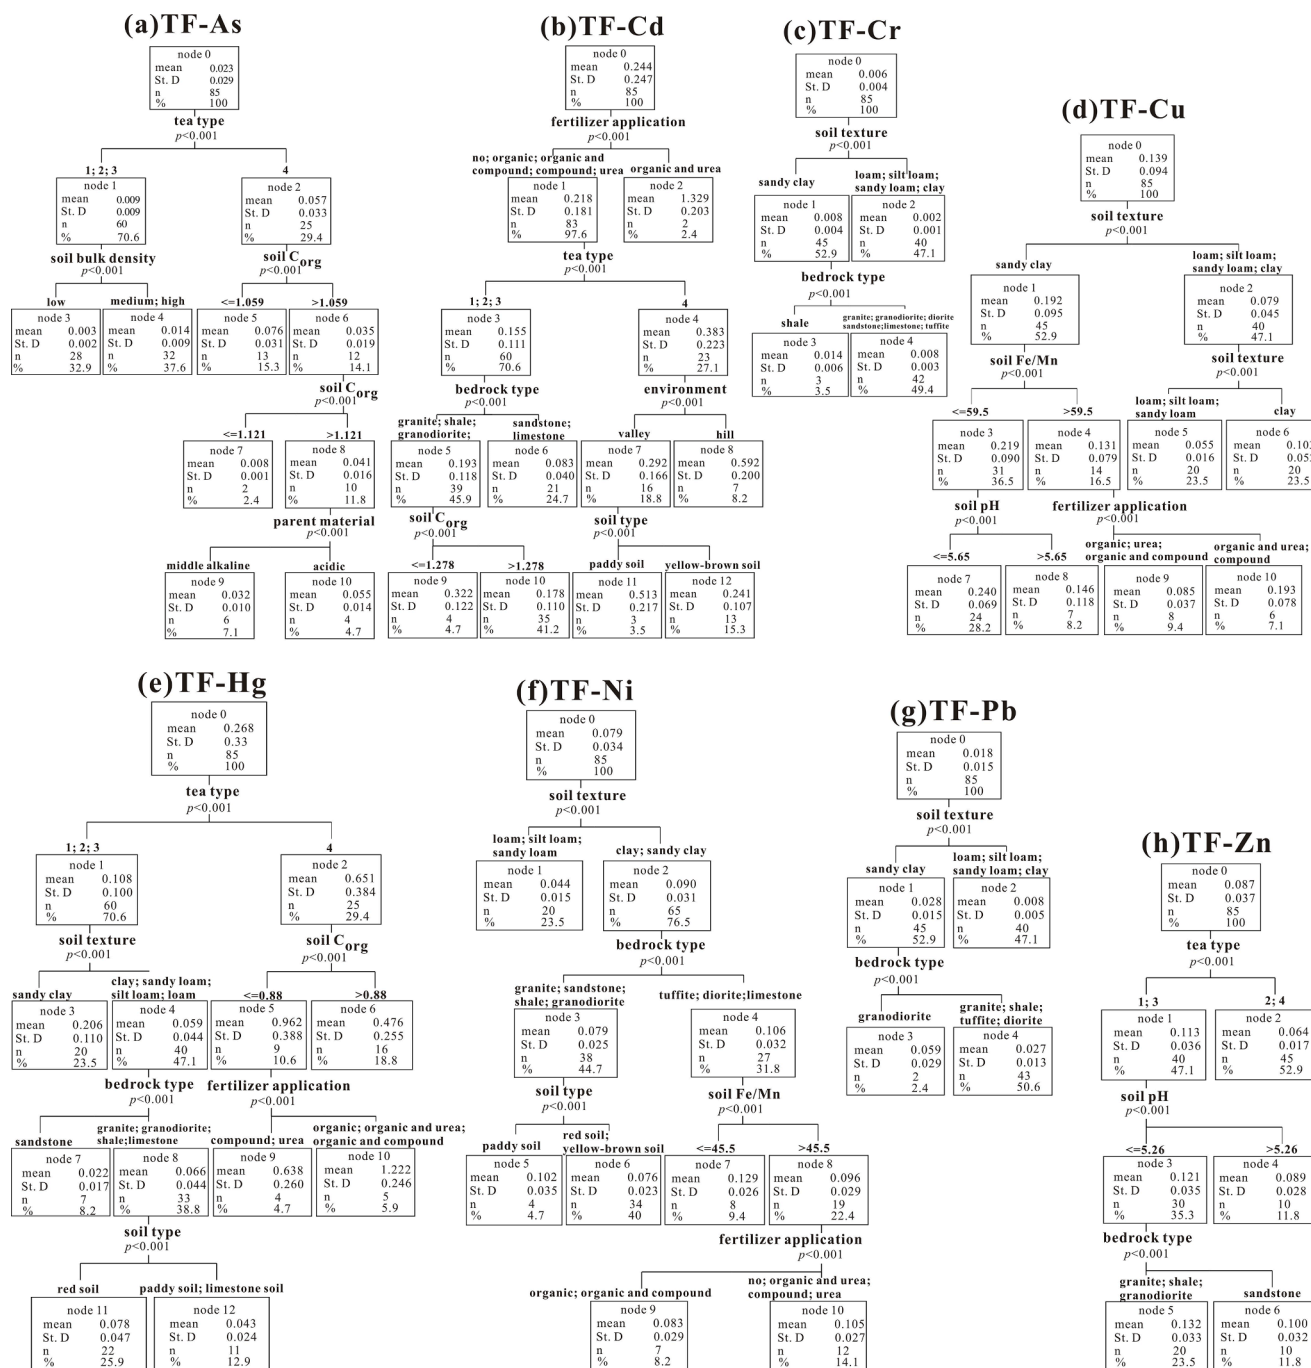 (a)TF-As
node 0
mean 0.023
St. D 0.029
n 85
% 100
tea type
p<0.001
1; 2; 3
4
node 1
mean 0.009
St. D 0.009
n 60
% 70.6
node 2
mean 0.057
St. D 0.033
n 25
% 29.4
soil bulk density
p<0.001
soil Corg
p<0.001
low
medium; high
<=1.059
>1.059
node 3
mean 0.003
St. D 0.002
n 28
% 32.9
node 4
mean 0.014
St. D 0.009
n 32
% 37.6
node 5
mean 0.076
St. D 0.031
n 13
% 15.3
node 6
mean 0.035
St. D 0.019
n 12
% 14.1
soil Corg
p<0.001
<=1.121
>1.121
node 7
mean 0.008
St. D 0.001
n 2
% 2.4
node 8
mean 0.041
St. D 0.016
n 10
% 11.8
parent material
p<0.001
middle alkaline
acidic
node 9
mean 0.032
St. D 0.010
n 6
% 7.1
node 10
mean 0.055
St. D 0.014
n 4
% 4.7
(b)TF-Cd
node 0
mean 0.244
St. D 0.247
n 85
% 100
fertilizer application
p<0.001
no; organic; organic and
compound; compound; urea
organic and urea
node 1
mean 0.218
St. D 0.181
n 83
% 97.6
node 2
mean 1.329
St. D 0.203
n 2
% 2.4
tea type
p<0.001
1; 2; 3
4
node 3
mean 0.155
St. D 0.111
n 60
% 70.6
node 4
mean 0.383
St. D 0.223
n 23
% 27.1
bedrock type
p<0.001
environment
p<0.001
granite; shale;
granodiorite;
sandstone;
limestone
valley
hill
node 5
mean 0.193
St. D 0.118
n 39
% 45.9
node 6
mean 0.083
St. D 0.040
n 21
% 24.7
node 7
mean 0.292
St. D 0.166
n 16
% 18.8
node 8
mean 0.592
St. D 0.200
n 7
% 8.2
soil Corg
p<0.001
soil type
p<0.001
<=1.278
>1.278
paddy soil
yellow-brown soil
node 9
mean 0.322
St. D 0.122
n 4
% 4.7
node 10
mean 0.178
St. D 0.110
n 35
% 41.2
node 11
mean 0.513
St. D 0.217
n 3
% 3.5
node 12
mean 0.241
St. D 0.107
n 13
% 15.3
(c)TF-Cr
node 0
mean 0.006
St. D 0.004
n 85
% 100
soil texture
p<0.001
sandy clay
loam; silt loam;
sandy loam; clay
node 1
mean 0.008
St. D 0.004
n 45
% 52.9
node 2
mean 0.002
St. D 0.001
n 40
% 47.1
bedrock type
p<0.001
shale
granite; granodiorite; diorite
sandstone;limestone; tuffite
node 3
mean 0.014
St. D 0.006
n 3
% 3.5
node 4
mean 0.008
St. D 0.003
n 42
% 49.4
(d)TF-Cu
node 0
mean 0.139
St. D 0.094
n 85
% 100
soil texture
p<0.001
sandy clay
loam; silt loam;
sandy loam; clay
node 1
mean 0.192
St. D 0.095
n 45
% 52.9
node 2
mean 0.079
St. D 0.045
n 40
% 47.1
soil Fe/Mn
p<0.001
soil texture
p<0.001
<=59.5
>59.5
loam; silt loam;
sandy loam
clay
node 3
mean 0.219
St. D 0.090
n 31
% 36.5
node 4
mean 0.131
St. D 0.079
n 14
% 16.5
node 5
mean 0.055
St. D 0.016
n 20
% 23.5
node 6
mean
St. D
n 20
% 23.5
soil pH
p<0.001
fertilizer application
p<0.001
<=5.65
>5.65
organic; urea;
organic and compound
organic and urea;
compound
node 7
mean 0.240
St. D 0.069
n 24
% 28.2
node 8
mean 0.146
St. D 0.118
n 7
% 8.2
node 9
mean 0.085
St. D 0.037
n 8
% 9.4
node 10
mean 0.193
St. D 0.078
n 6
% 7.1
(e)TF-Hg
node 0
mean 0.268
St. D 0.33
n 85
% 100
tea type
p<0.001
1; 2; 3
4
node 1
mean 0.108
St. D 0.100
n 60
% 70.6
node 2
mean 0.651
St. D 0.384
n 25
% 29.4
soil texture
p<0.001
soil Corg
p<0.001
sandy clay
clay; sandy loam;
silt loam; loam
<=0.88
>0.88
node 3
mean 0.206
St. D 0.110
n 20
% 23.5
node 4
mean 0.059
St. D 0.044
n 40
% 47.1
node 5
mean 0.962
St. D 0.388
n 9
% 10.6
node 6
mean 0.476
St. D 0.255
n 16
% 18.8
bedrock type
p<0.001
fertilizer application
p<0.001
sandstone
granite; granodiorite;
shale;limestone
compound; urea
organic; organic and urea;
organic and compound
node 7
mean 0.022
St. D 0.017
n 7
% 8.2
node 8
mean 0.066
St. D 0.044
n 33
% 38.8
node 9
mean 0.638
St. D 0.260
n 4
% 4.7
node 10
mean 1.222
St. D 0.246
n 5
% 5.9
soil type
p<0.001
red soil
paddy soil; limestone soil
node 11
mean 0.078
St. D 0.047
n 22
% 25.9
node 12
mean 0.043
St. D 0.024
n 11
% 12.9
(f)TF-Ni
node 0
mean 0.079
St. D 0.034
n 85
% 100
soil texture
p<0.001
loam; silt loam;
sandy loam
clay; sandy clay
node 1
mean 0.044
St. D 0.015
n 20
% 23.5
node 2
mean 0.090
St. D 0.031
n 65
% 76.5
bedrock type
p<0.001
granite; sandstone;
shale; granodiorite
tuffite; diorite;limestone
node 3
mean 0.079
St. D 0.025
n 38
% 44.7
node 4
mean 0.106
St. D 0.032
n 27
% 31.8
soil type
p<0.001
soil Fe/Mn
p<0.001
paddy soil
red soil;
yellow-brown soil
<=45.5
>45.5
node 5
mean 0.102
St. D 0.035
n 4
% 4.7
node 6
mean 0.076
St. D 0.023
n 34
% 40
node 7
mean 0.129
St. D 0.026
n 8
% 9.4
node 8
mean 0.096
St. D 0.029
n 19
% 22.4
fertilizer application
p<0.001
organic; organic and compound
no; organic and urea;
compound; urea
node 9
mean 0.083
St. D 0.029
n 7
% 8.2
node 10
mean 0.105
St. D 0.027
n 12
% 14.1
(g)TF-Pb
node 0
mean 0.018
St. D 0.015
n 85
% 100
soil texture
p<0.001
sandy clay
loam; silt loam;
sandy loam; clay
node 1
mean 0.028
St. D 0.015
n 45
% 52.9
node 2
mean 0.008
St. D 0.005
n 40
% 47.1
bedrock type
p<0.001
granodiorite
granite; shale;
tuffite; diorite
node 3
mean 0.059
St. D 0.029
n 2
% 2.4
node 4
mean 0.027
St. D 0.013
n 43
% 50.6
(h)TF-Zn
node 0
mean 0.087
St. D 0.037
n 85
% 100
tea type
p<0.001
1; 3
2; 4
node 1
mean 0.113
St. D 0.036
n 40
% 47.1
node 2
mean 0.064
St. D 0.017
n 45
% 52.9
soil pH
p<0.001
<=5.26
>5.26
node 3
mean 0.121
St. D 0.035
n 30
% 35.3
node 4
mean 0.089
St. D 0.028
n 10
% 11.8
bedrock type
p<0.001
granite; shale;
granodiorite
sandstone
node 5
mean 0.132
St. D 0.033
n 20
% 23.5
node 6
mean 0.100
St. D 0.032
n 10
% 11.8